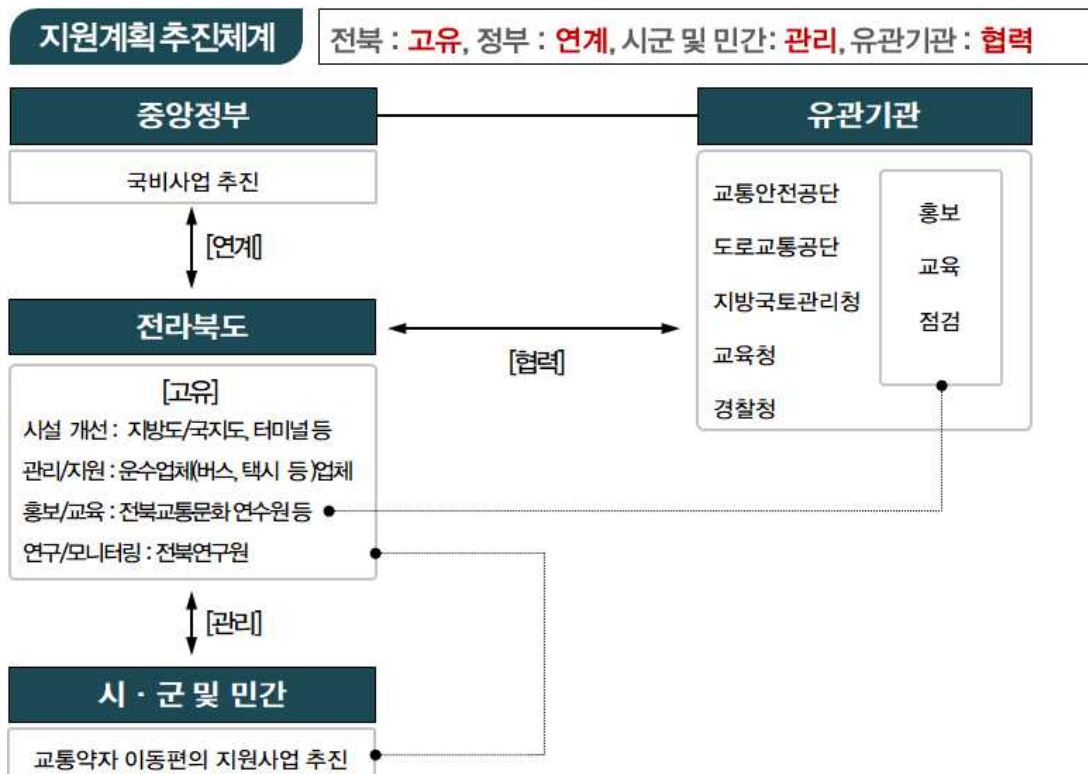 지원계획 추진체계
전북 : 고유, 정부 : 연계, 시군 및 민간: 관리, 유관기관 : 협력
중앙정부
국비사업 추진
[연계]
유관기관
교통안전공단
도로교통공단
지방국토관리청
교육청
경찰청
홍보
교육
점검
전라북도
[협력]
[고유]
시설 개선 : 지방도/국지도, 터미널 등
관리/지원 : 운수업체(버스, 택시 등)업체
홍보/교육 : 전북교통문화 연수원 등
연구/모니터링 : 전북연구원
[관리]
시 · 군 및 민간
교통약자 이동편의 지원사업 추진